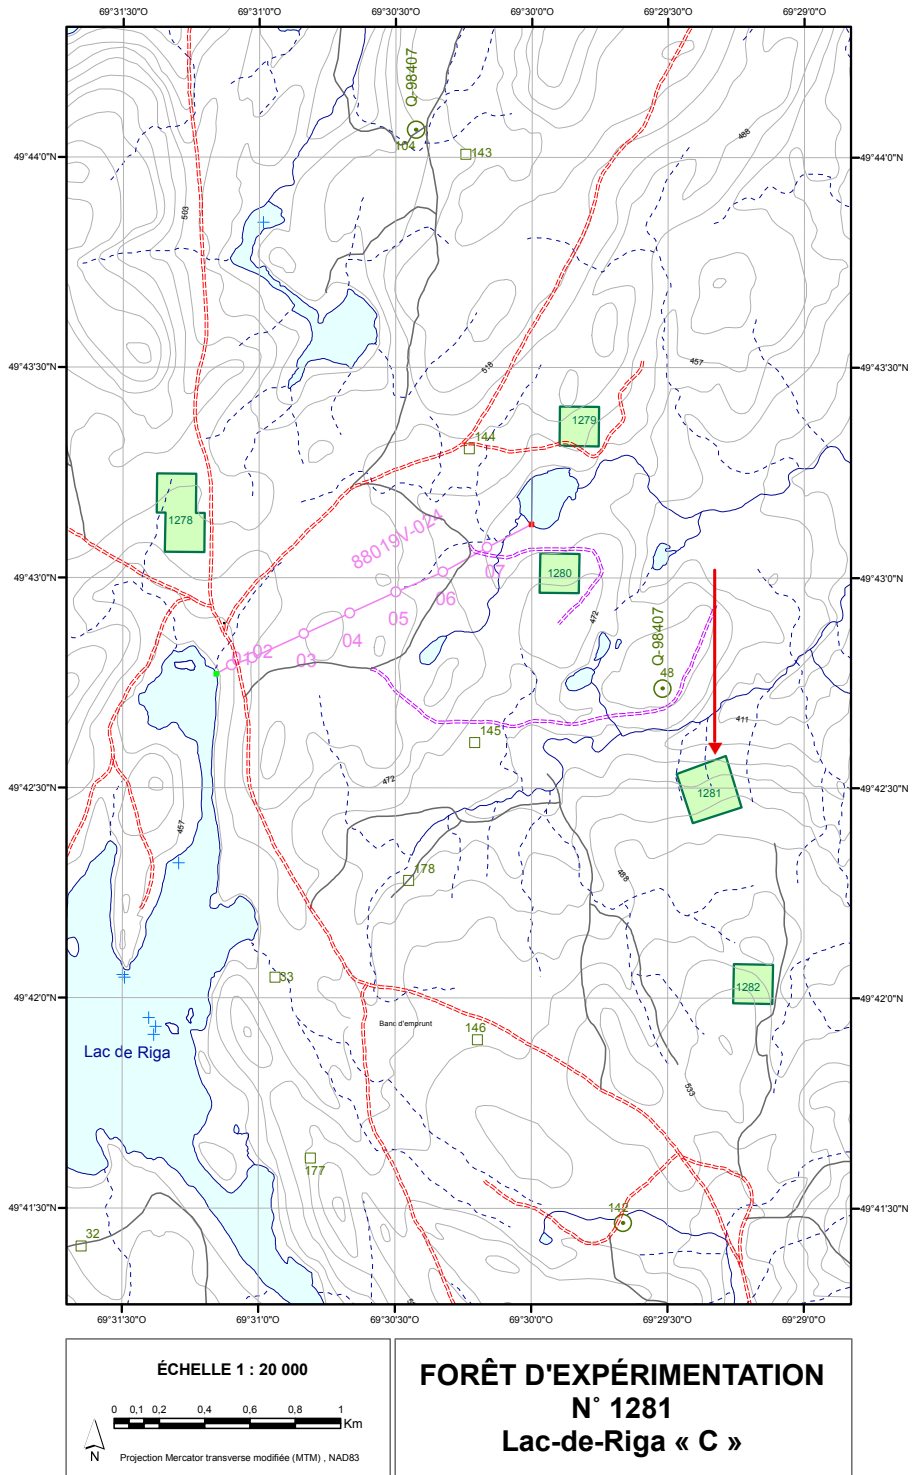 69°31'30"O 69°31'0"O 69°30'30"O 69°30'0"O 69°29'30"O 69°29'0"O
Q-98407
488
104
143
49°44'0"N 49°44'0"N
503
518
457
49°43'30"N 49°43'30"N
1279
144
1278
88019V-024
07
49°43'0"N 49°43'0"N
1280
06
05
04
472
Q-98407
03
02
01
48
411
145
472
1281
49°42'30"N 49°42'30"N
457
178
488
33
1282
49°42'0"N 49°42'0"N
Banc d'emprunt
146
Lac de Riga
533
177
142
49°41'30"N 49°41'30"N
32
69°31'30"O 69°31'0"O 69°30'30"O 69°30'0"O 69°29'30"O 69°29'0"O
ÉCHELLE 1 : 20 000
0 0,1 0,2 0,4 0,6 0,8 1
Km
N
Projection Mercator transverse modifiée (MTM) , NAD83
FORÊT D'EXPÉRIMENTATION
N° 1281
Lac-de-Riga « C »